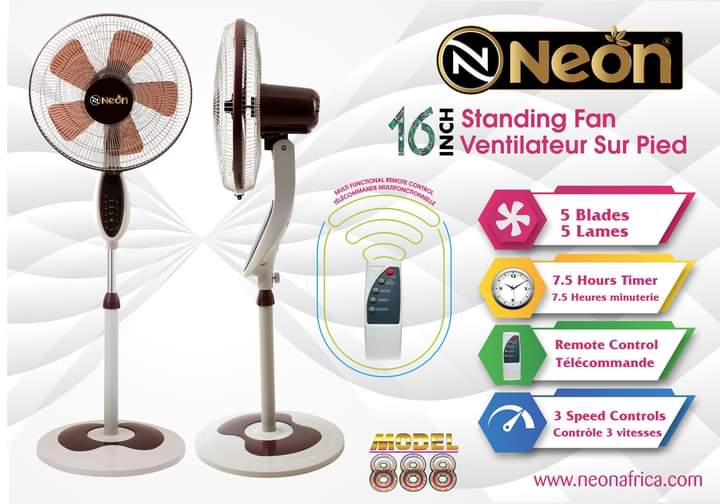 Neon
Neon®
16 INCH
Standing Fan
Ventilateur Sur Pied
MULTI FUNCTIONAL REMOTE CONTROL
TÉLÉCOMMANDE MULTIFONCTIONNELLE
5 Blades
5 Lames
7.5 Hours Timer
7.5 Heures minuterie
Remote Control
Télécommande
3 Speed Controls
Contrôle 3 vitesses
MODEL
888
www.neonafrica.com